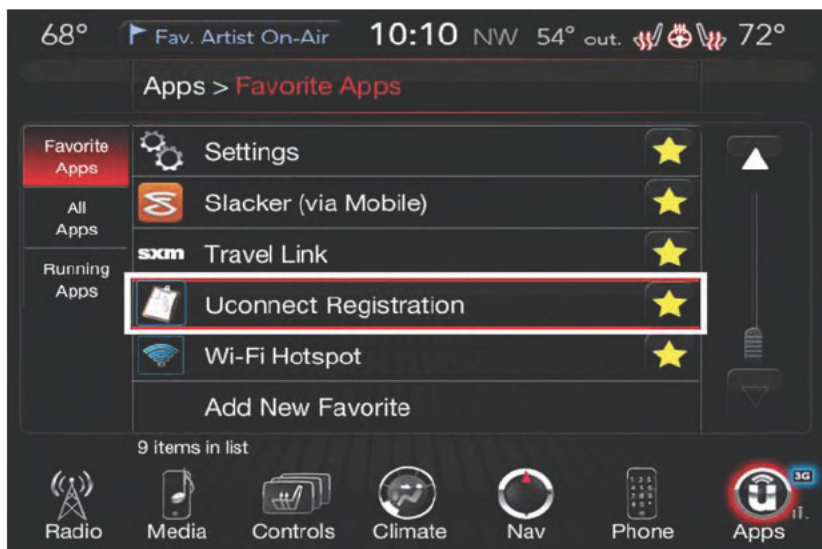 68° Fav. Artist On-Air 10:10 NW 54° out. 72°
Apps > Favorite Apps
Favorite
Apps
All
Apps
Running
Apps
Settings
Slacker (via Mobile)
sxm Travel Link
Uconnect Registration
Wi-Fi Hotspot
Add New Favorite
9 items in list
3G
Radio Media Controls Climate Nav Phone Apps